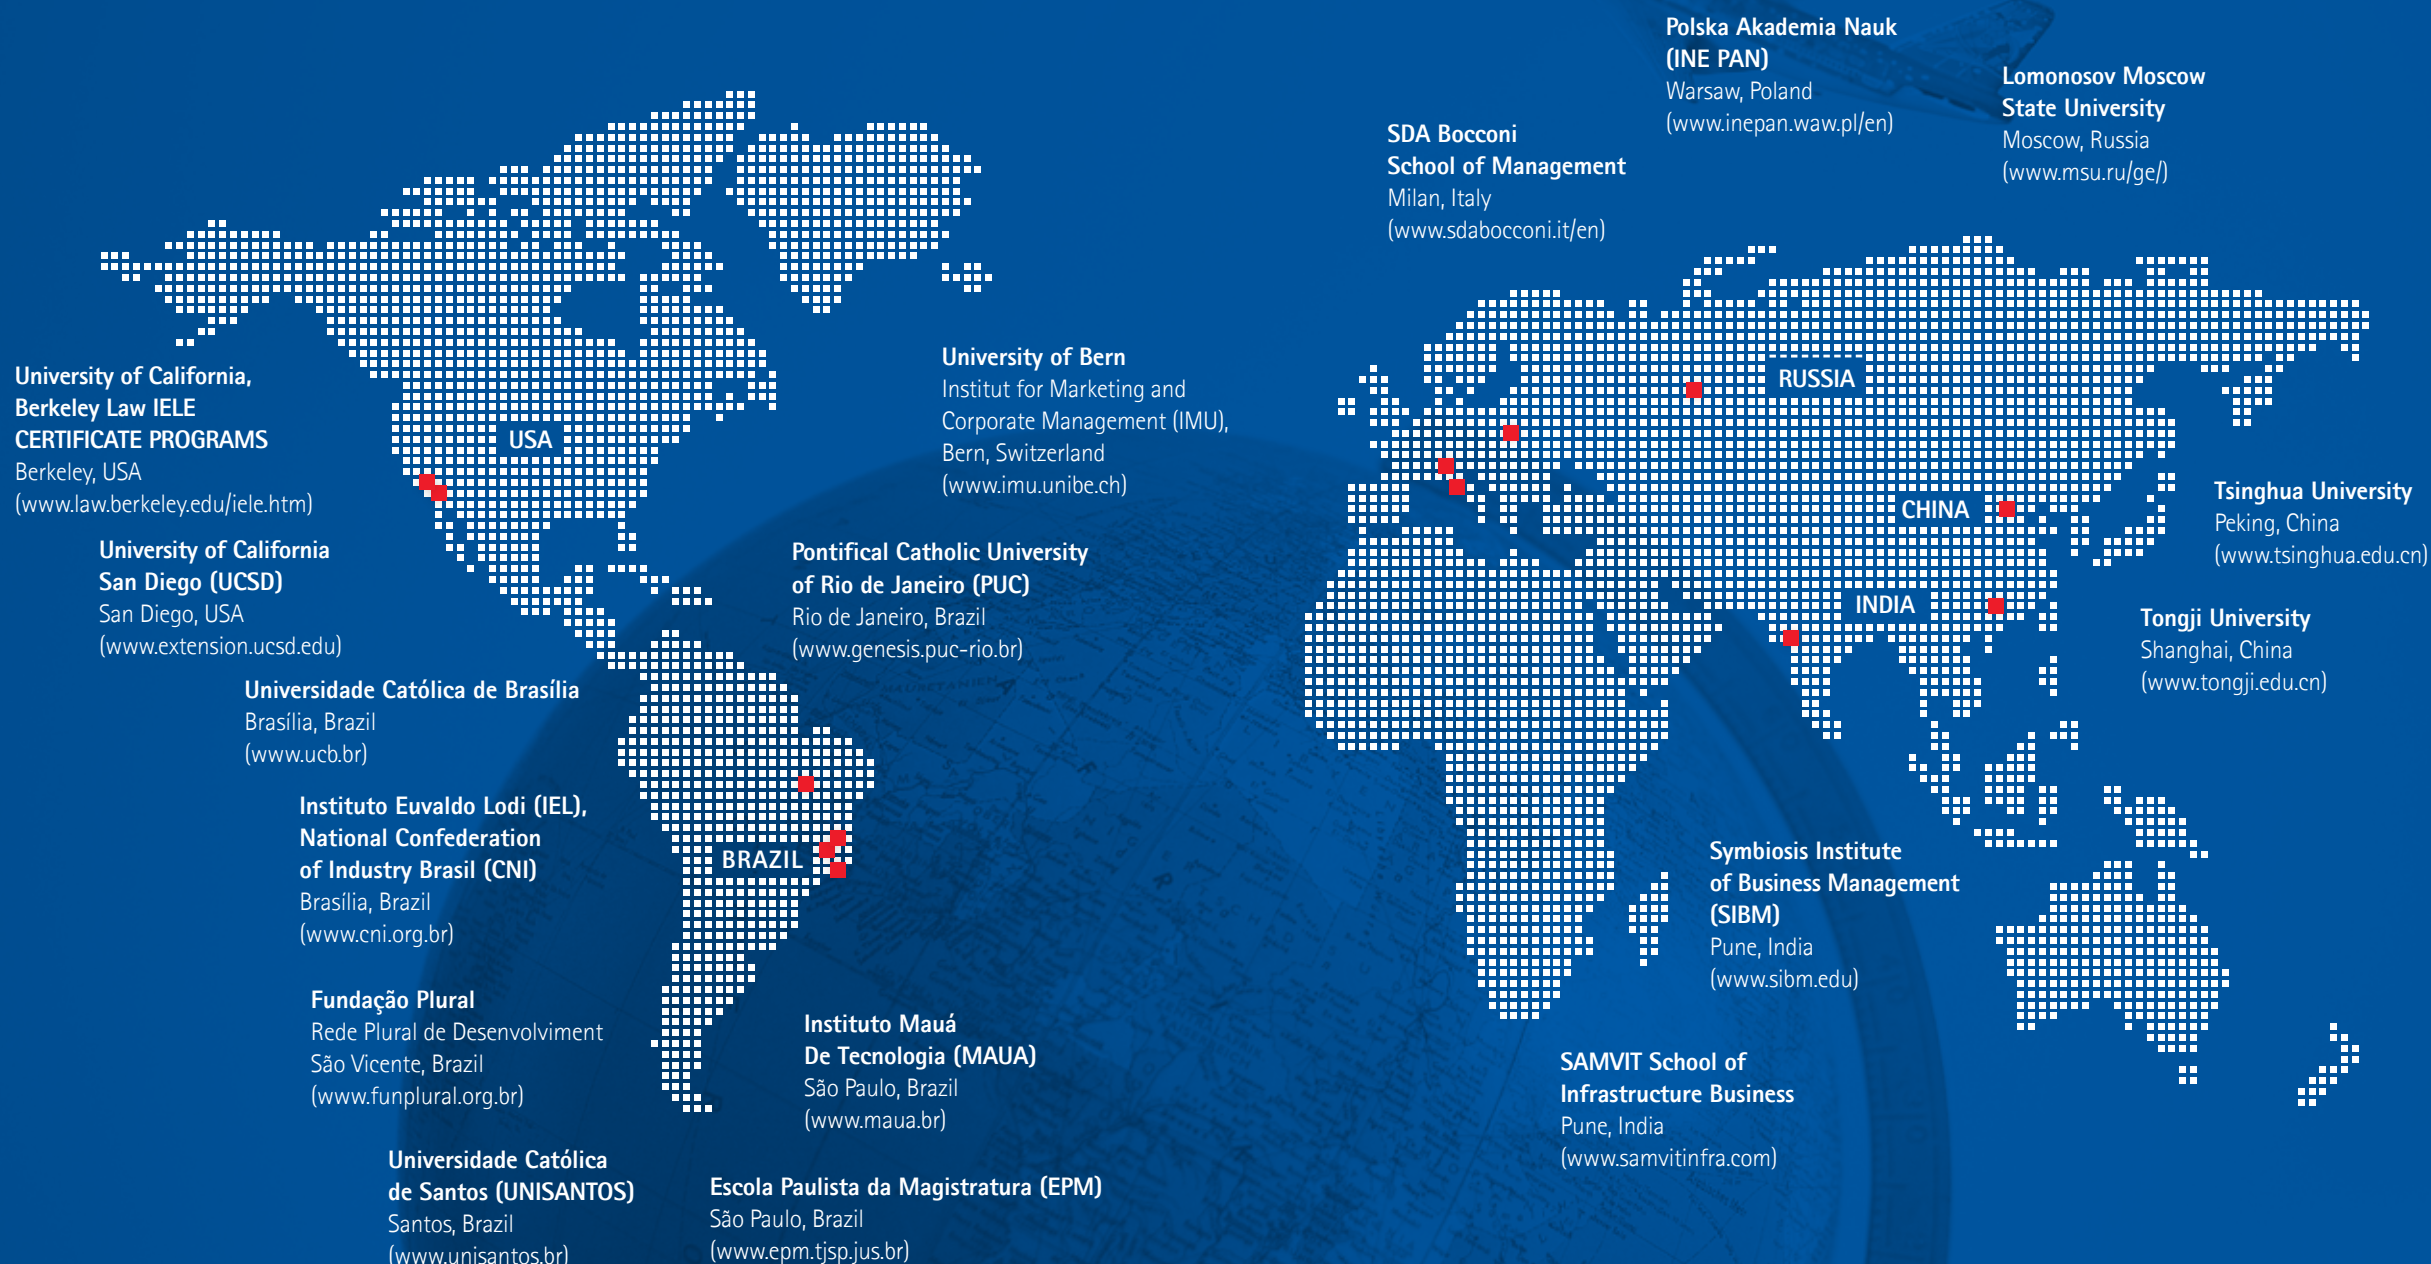 Polska Akademia Nauk
(INE PAN)
Warsaw, Poland
(www.inepan.waw.pl/en)
Lomonosov Moscow
State University
Moscow, Russia
(www.msu.ru/ge/)
SDA Bocconi
School of Management
Milan, Italy
(www.sdabocconi.it/en)
University of Bern
Institut for Marketing and
Corporate Management (IMU),
Bern, Switzerland
(www.imu.unibe.ch)
University of California,
Berkeley Law IELE
CERTIFICATE PROGRAMS
Berkeley, USA
(www.law.berkeley.edu/iele.htm)
USA
RUSSIA
CHINA
INDIA
BRAZIL
Tsinghua University
Peking, China
(www.tsinghua.edu.cn)
University of California
San Diego (UCSD)
San Diego, USA
(www.extension.ucsd.edu)
Pontifical Catholic University
of Rio de Janeiro (PUC)
Rio de Janeiro, Brazil
(www.genesis.puc-rio.br)
Tongji University
Shanghai, China
(www.tongji.edu.cn)
Universidade Católica de Brasília
Brasília, Brazil
(www.ucb.br)
Instituto Euvaldo Lodi (IEL),
National Confederation
of Industry Brasil (CNI)
Brasília, Brazil
(www.cni.org.br)
Symbiosis Institute
of Business Management
(SIBM)
Pune, India
(www.sibm.edu)
Fundação Plural
Rede Plural de Desenvolviment
São Vicente, Brazil
(www.funplural.org.br)
Instituto Mauá
De Tecnologia (MAUA)
São Paulo, Brazil
(www.maua.br)
SAMVIT School of
Infrastructure Business
Pune, India
(www.samvitinfra.com)
Universidade Católica
de Santos (UNISANTOS)
Santos, Brazil
(www.unisantos.br)
Escola Paulista da Magistratura (EPM)
São Paulo, Brazil
(www.epm.tjsp.jus.br)